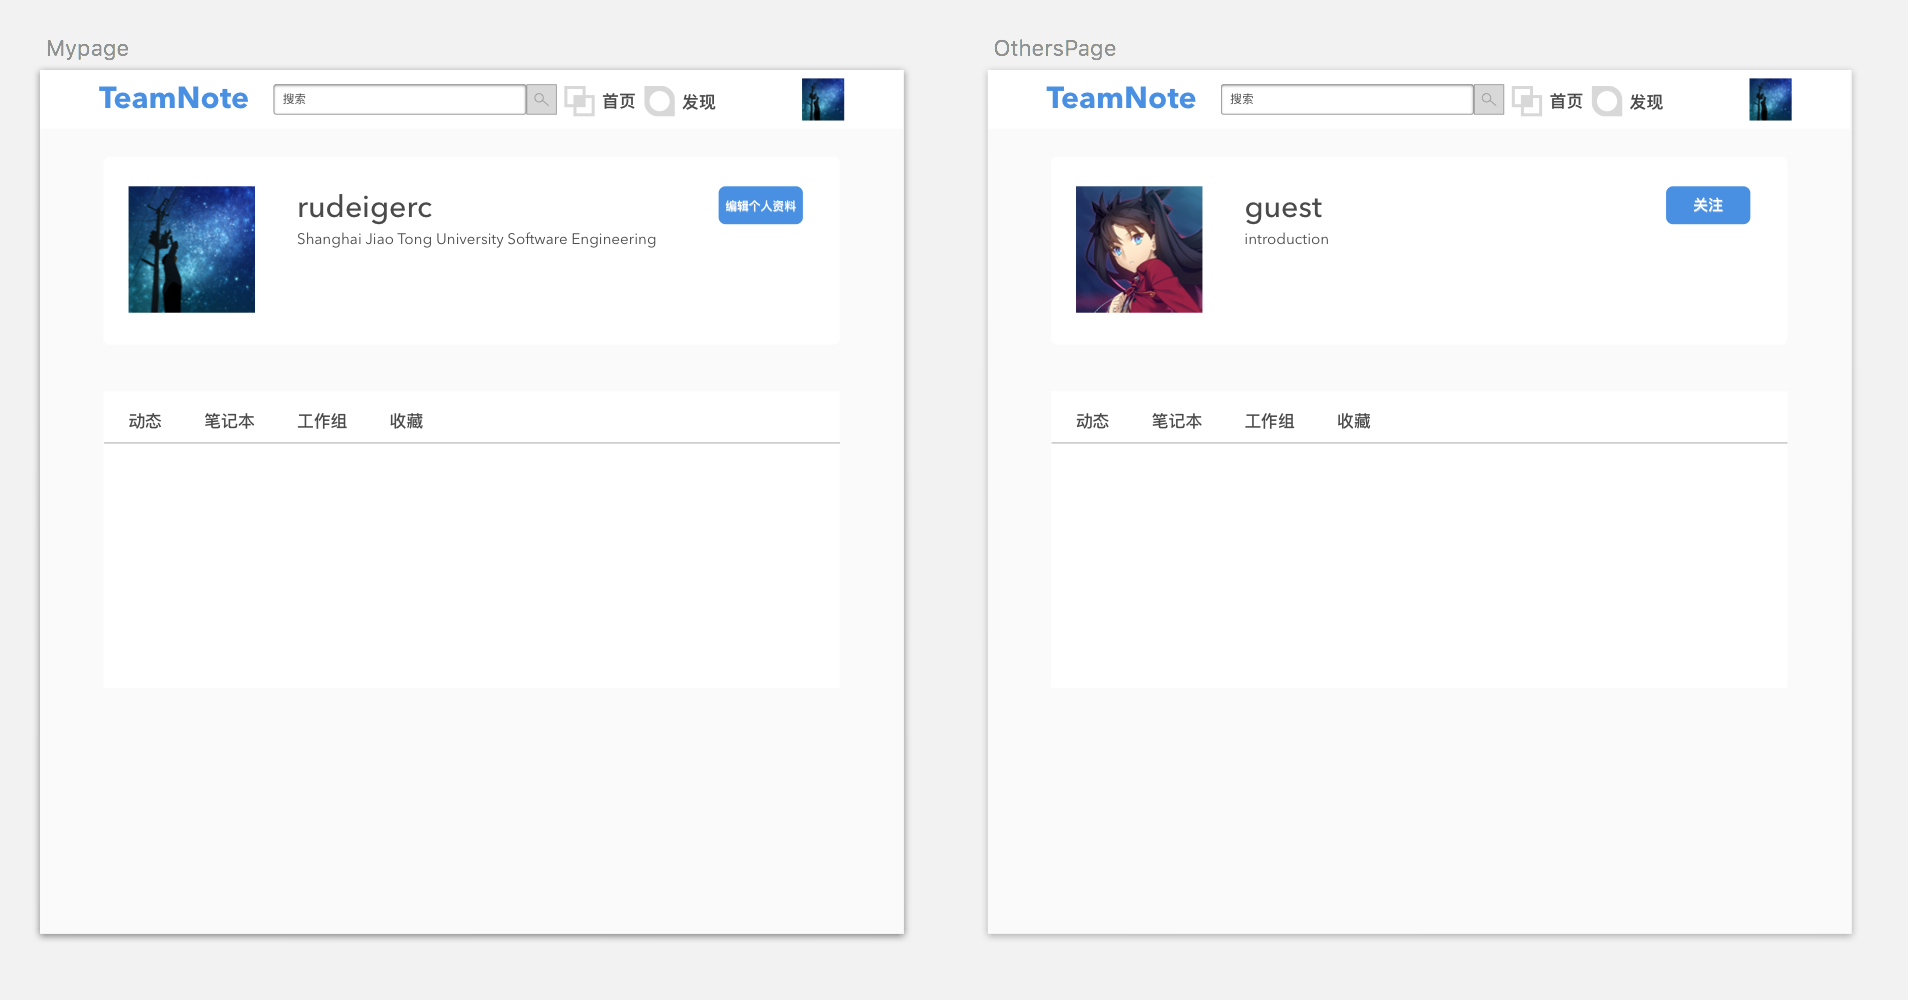 Mypage
TeamNote 搜索 首页 发现
rudeigerc 编辑个人资料
Shanghai Jiao Tong University Software Engineering
动态 笔记本 工作组 收藏
OthersPage
TeamNote 搜索 首页 发现
guest 关注
introduction
动态 笔记本 工作组 收藏